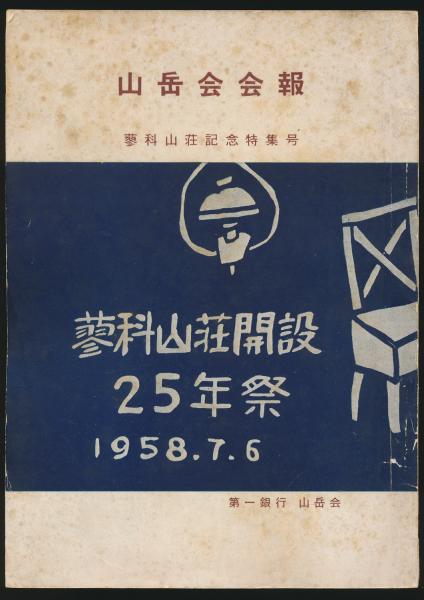 山岳会会報
蓼科山荘記念特集号
蓼科山荘開設
25年祭
1958.7.6
第一銀行 山岳会